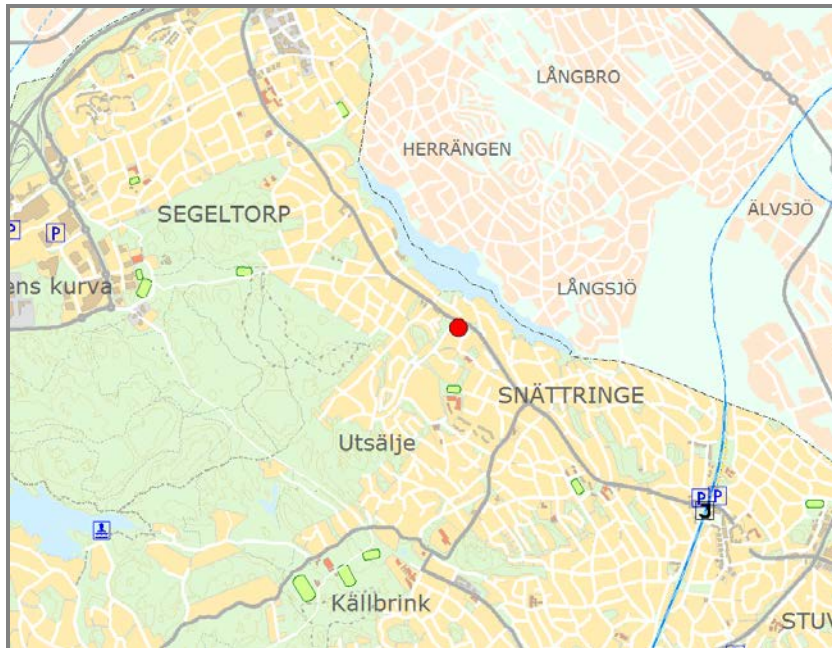 LÅNGBRO
HERRÄNGEN
SEGELTORP
ÄLVSJÖ
P
P
ens kurva
LÅNGSJÖ
SNÄTTRINGE
Utsälje
P
P
J
Källbrink
STUV